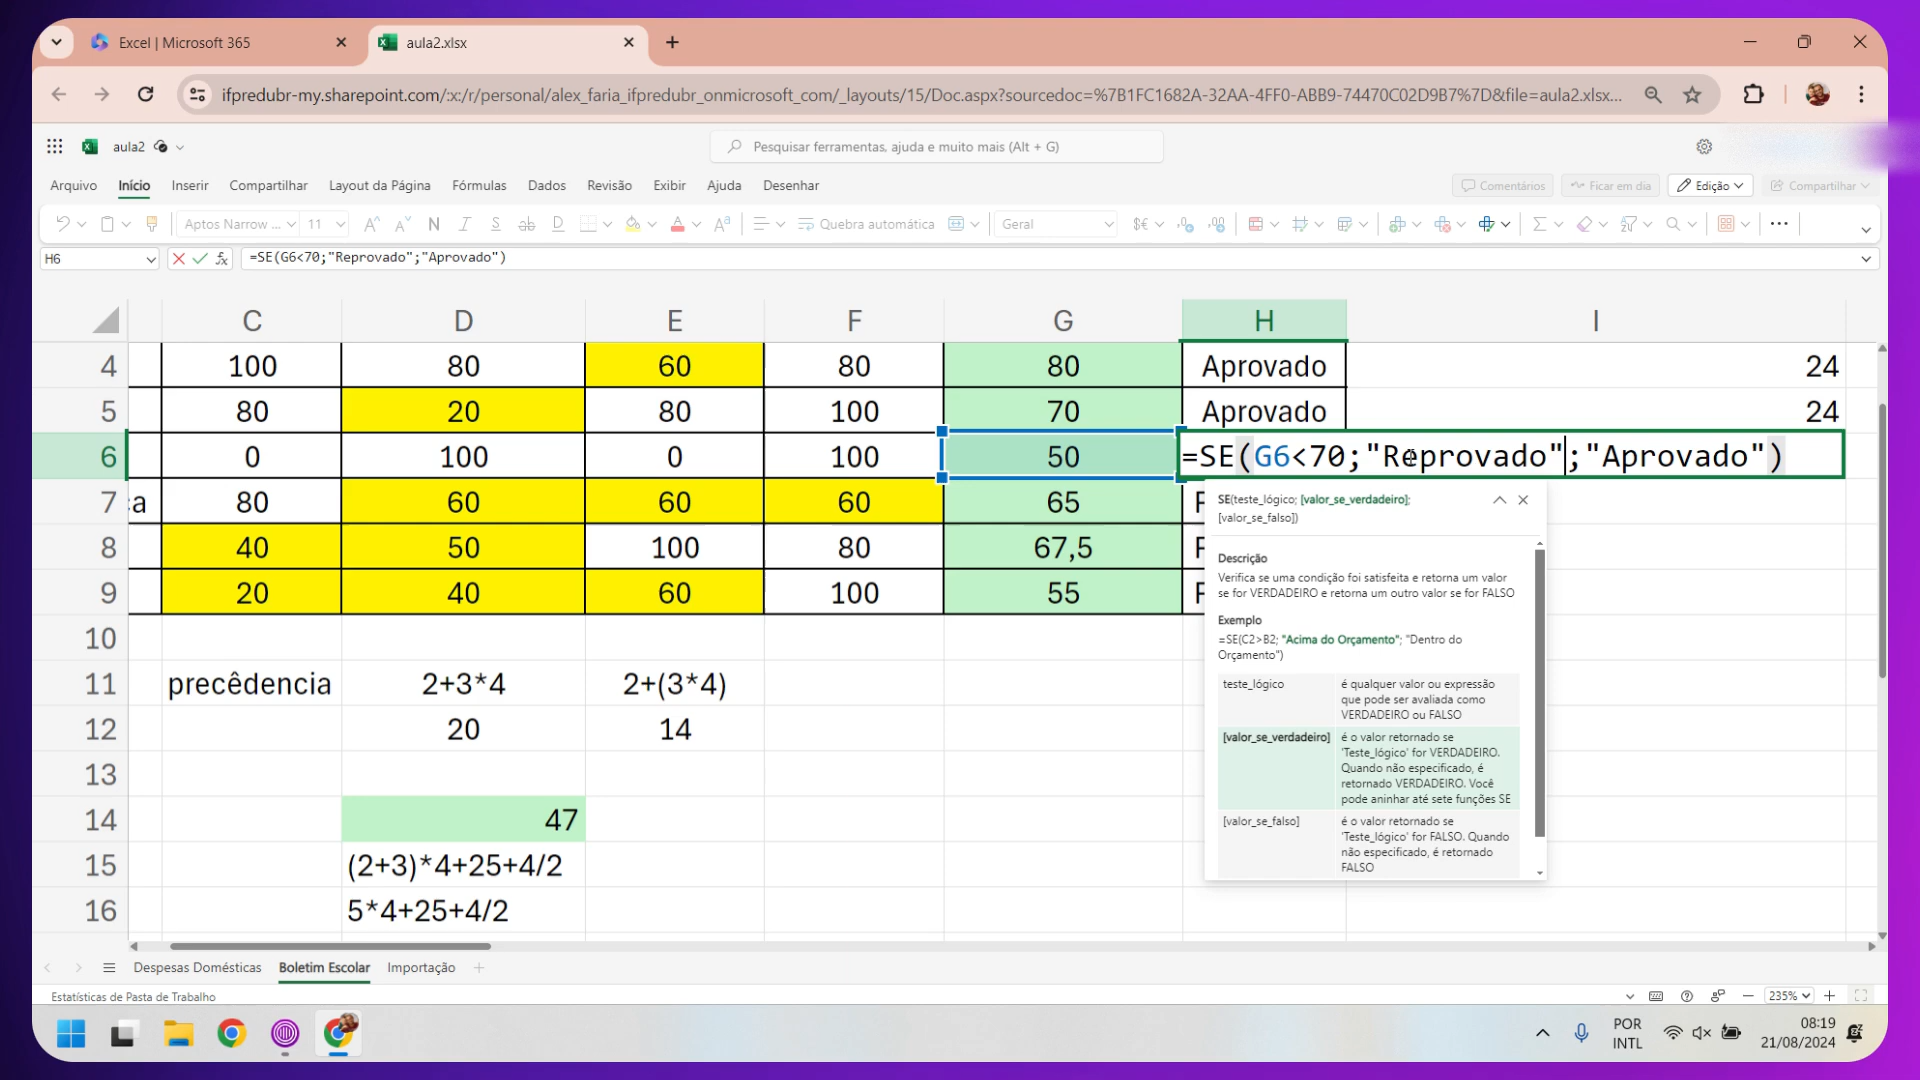 Excel | Microsoft 365
aula2.xlsx
ifpredubr-my.sharepoint.com/:x:/r/personal/alex_faria_ifpredubr_onmicrosoft_com/_layouts/15/Doc.aspx?sourcedoc=%7B1FC1682A-32AA-4FF0-ABB9-74470C02D9B7%7D&file=aula2.xlsx...
aula2
Pesquisar ferramentas, ajuda e muito mais (Alt + G)
Arquivo Início Inserir Compartilhar Layout da Página Fórmulas Dados Revisão Exibir Ajuda Desenhar Comentários Ficar em dia Edição Compartilhar
Aptos Narrow ... 11 A^ Aˇ N I S ab D A Quebra automática Geral $€ Σ ...
H6 fx =SE(G6<70;"Reprovado";"Aprovado")
C D E F G H I
4 100 80 60 80 80 Aprovado 24
5 80 20 80 100 70 Aprovado 24
6 0 100 0 100 50 =SE(G6<70;"Reprovado";"Aprovado")
7 ;a 80 60 60 60 65
8 40 50 100 80 67,5
9 20 40 60 100 55
10
11 precêdencia 2+3*4 2+(3*4)
12 20 14
13
14 47
15 (2+3)*4+25+4/2
16 5*4+25+4/2
SE(teste_lógico; [valor_se_verdadeiro];
[valor_se_falso])
Descrição
Verifica se uma condição foi satisfeita e retorna um valor
se for VERDADEIRO e retorna um outro valor se for FALSO
Exemplo
=SE(C2>B2; "Acima do Orçamento"; "Dentro do
Orçamento")
teste_lógico é qualquer valor ou expressão
que pode ser avaliada como
VERDADEIRO ou FALSO
[valor_se_verdadeiro] é o valor retornado se
'Teste_lógico' for VERDADEIRO.
Quando não especificado, é
retornado VERDADEIRO. Você
pode aninhar até sete funções SE
[valor_se_falso] é o valor retornado se
'Teste_lógico' for FALSO. Quando
não especificado, é retornado
FALSO
Despesas Domésticas Boletim Escolar Importação
Estatísticas de Pasta de Trabalho 235%
POR
INTL
08:19
21/08/2024